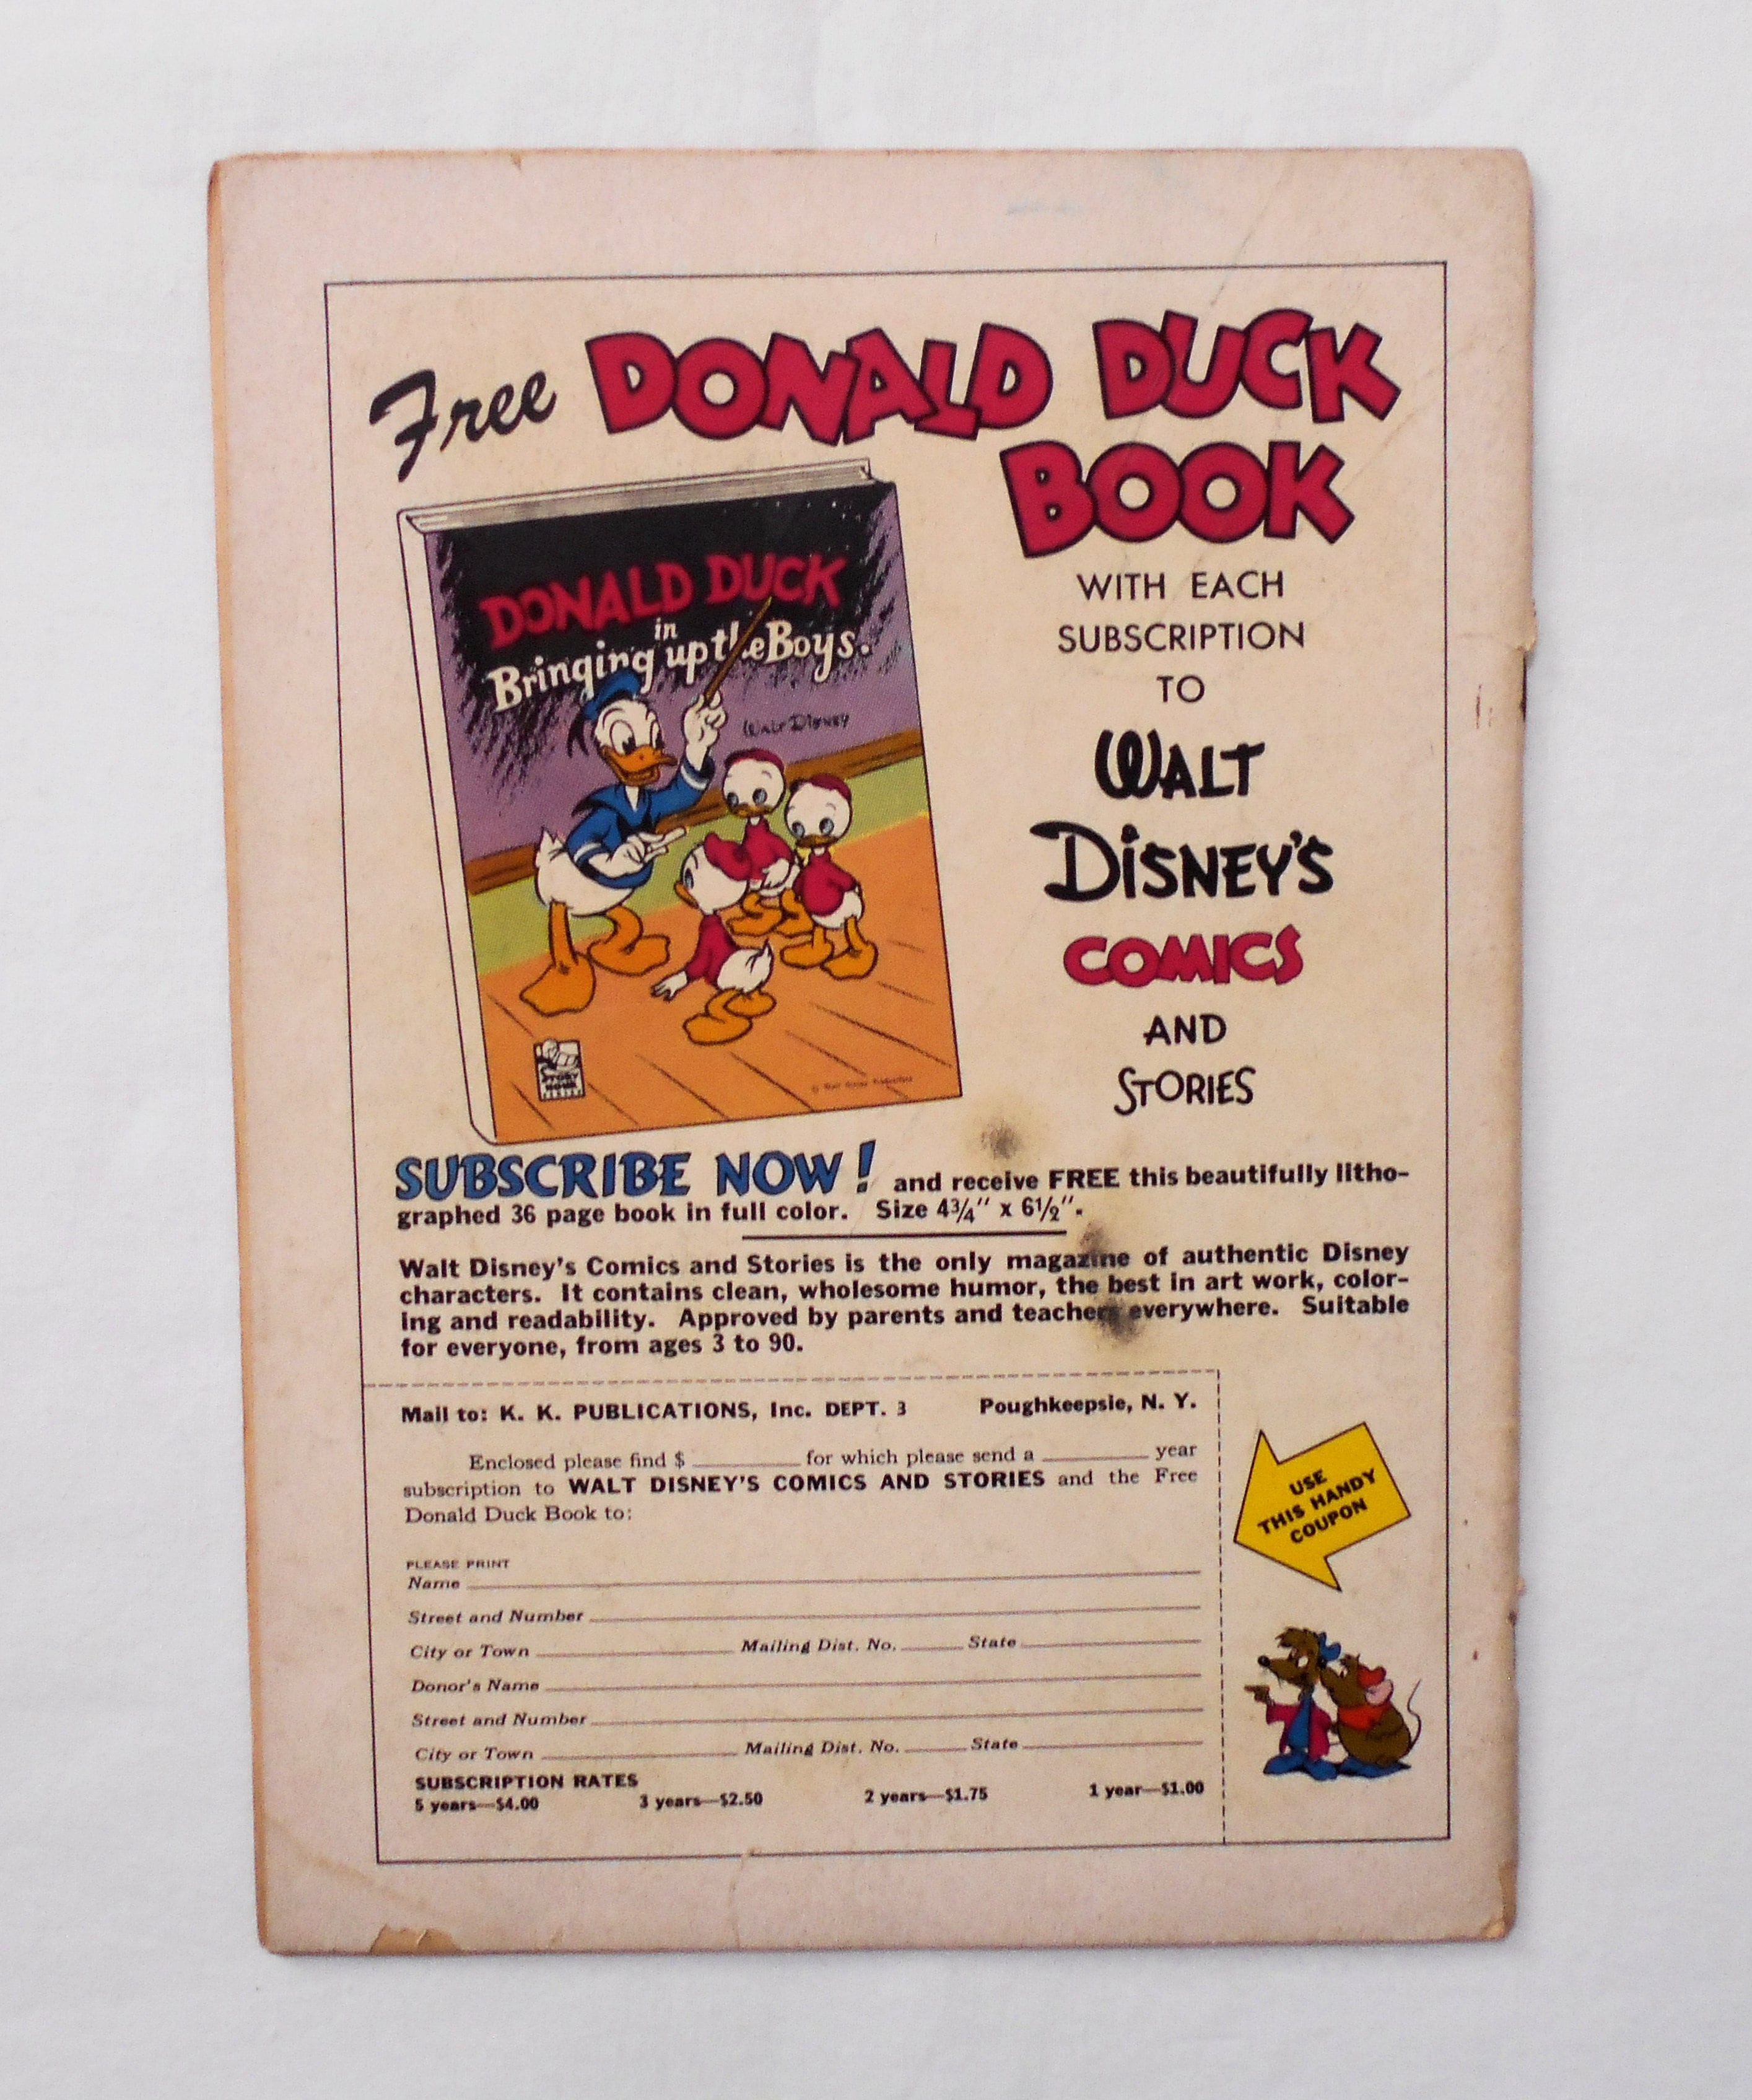 Free DONALD DUCK
BOOK
DONALD DUCK
in
Bringing up the Boys.
Walt Disney
STORY
WITH EACH
SUBSCRIPTION
TO
WALT
DISNEY'S
COMICS
AND
STORIES
SUBSCRIBE NOW! and receive FREE this beautifully litho-
graphed 36 page book in full color. Size 4¾" x 6½".
Walt Disney's Comics and Stories is the only magazine of authentic Disney
characters. It contains clean, wholesome humor, the best in art work, color-
ing and readability. Approved by parents and teachers everywhere. Suitable
for everyone, from ages 3 to 90.
Mail to: K. K. PUBLICATIONS, Inc. DEPT. 3 Poughkeepsie, N. Y.
Enclosed please find $ for which please send a year
subscription to WALT DISNEY'S COMICS AND STORIES and the Free
Donald Duck Book to:
PLEASE PRINT
Name
Street and Number
City or Town Mailing Dist. No. State
Donor's Name
Street and Number
City or Town Mailing Dist. No. State
SUBSCRIPTION RATES
5 years—$4.00 3 years—$2.50 2 years—$1.75 1 year—$1.00
USE
THIS HANDY
COUPON